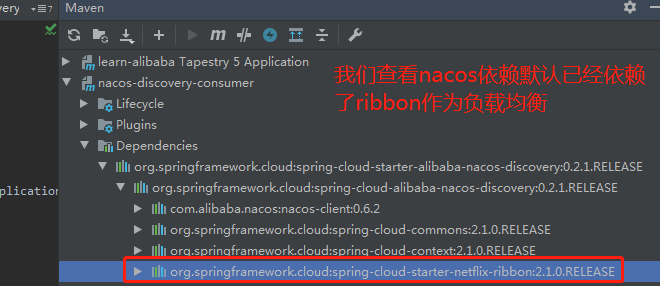 overy
Maven
learn-alibaba Tapestry 5 Application
nacos-discovery-consumer
Lifecycle
Plugins
Dependencies
org.springframework.cloud:spring-cloud-starter-alibaba-nacos-discovery:0.2.1.RELEASE
org.springframework.cloud:spring-cloud-alibaba-nacos-discovery:0.2.1.RELEASE
com.alibaba.nacos:nacos-client:0.6.2
org.springframework.cloud:spring-cloud-commons:2.1.0.RELEASE
org.springframework.cloud:spring-cloud-context:2.1.0.RELEASE
org.springframework.cloud:spring-cloud-starter-netflix-ribbon:2.1.0.RELEASE
我们查看nacos依赖默认已经依赖
了ribbon作为负载均衡
plication